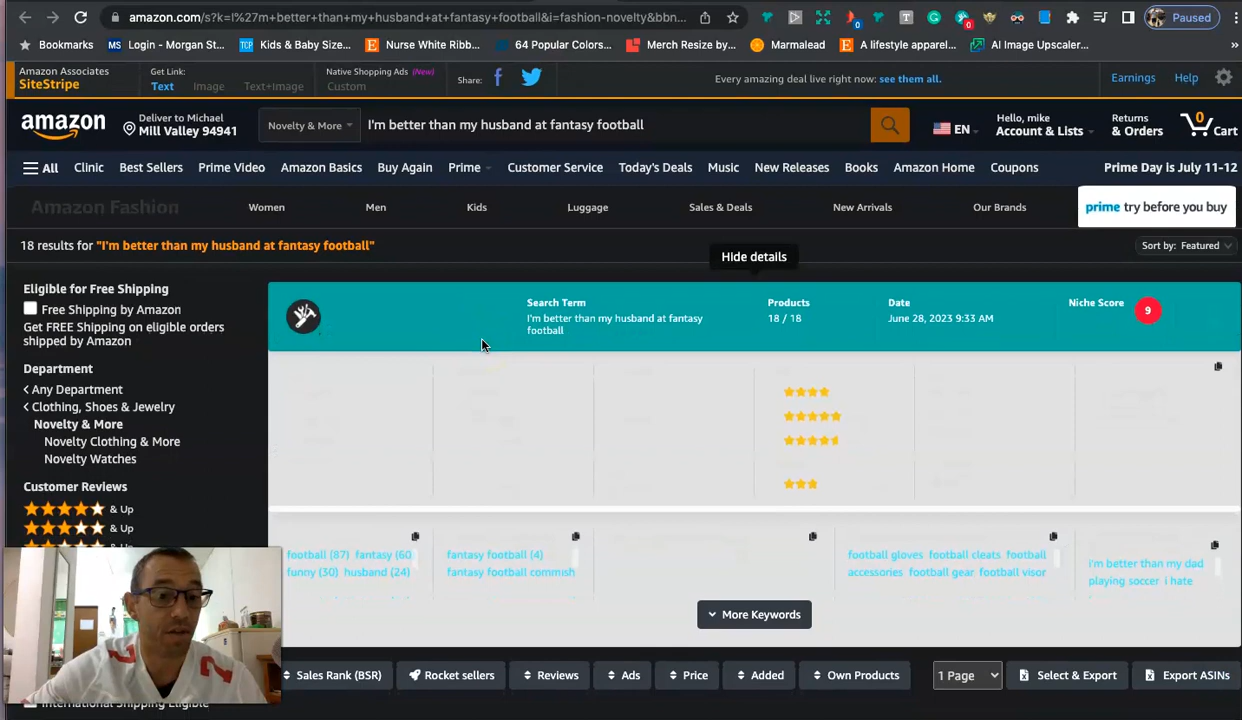 amazon.com/s?k=I%27m+better+than+my+husband+at+fantasy+football&i=fashion-novelty&bbn...
Paused
Bookmarks
Login - Morgan St...
Kids & Baby Size...
Nurse White Ribb...
64 Popular Colors...
Merch Resize by...
Marmalead
A lifestyle apparel...
AI Image Upscaler...
Amazon Associates
SiteStripe
Get Link:
Text
Image
Text+Image
Native Shopping Ads (New)
Custom
Share:
Every amazing deal live right now: see them all.
Earnings
Help
amazon
Deliver to Michael
Mill Valley 94941
Novelty & More
I'm better than my husband at fantasy football
EN
Hello, mike
Account & Lists
Returns
& Orders
0
Cart
All
Clinic
Best Sellers
Prime Video
Amazon Basics
Buy Again
Prime
Customer Service
Today's Deals
Music
New Releases
Books
Amazon Home
Coupons
Prime Day is July 11-12
Amazon Fashion
Women
Men
Kids
Luggage
Sales & Deals
New Arrivals
Our Brands
prime try before you buy
18 results for "I'm better than my husband at fantasy football"
Sort by: Featured
Hide details
Eligible for Free Shipping
Free Shipping by Amazon
Get FREE Shipping on eligible orders
shipped by Amazon
Department
Any Department
Clothing, Shoes & Jewelry
Novelty & More
Novelty Clothing & More
Novelty Watches
Customer Reviews
& Up
& Up
Search Term
I'm better than my husband at fantasy
football
Products
18 / 18
Date
June 28, 2023 9:33 AM
Niche Score
9
football (87) fantasy (60
funny (30) husband (24)
fantasy football (4)
fantasy football commish
football gloves football cleats football
accessories football gear football visor
i'm better than my dad
playing soccer i hate
More Keywords
Sales Rank (BSR)
Rocket sellers
Reviews
Ads
Price
Added
Own Products
1 Page
Select & Export
Export ASINs
International Shipping Eligible